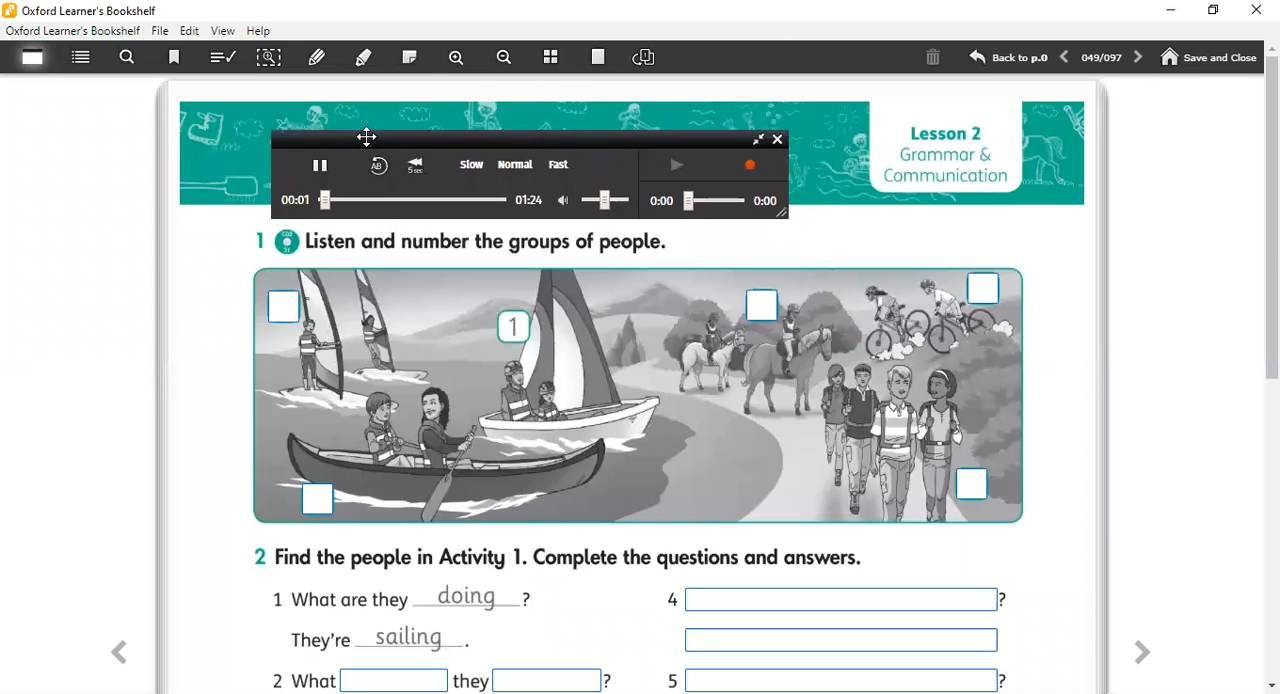 Oxford Learner's Bookshelf
Oxford Learner's Bookshelf File Edit View Help
Back to p.0 049/097 Save and Close
Lesson 2
Grammar &
Communication
AB 5 sec Slow Normal Fast
00:01 01:24 0:00 0:00
1 Listen and number the groups of people.
1
2 Find the people in Activity 1. Complete the questions and answers.
1 What are they doing ?
They're sailing .
2 What they ?
4 ?
5 ?